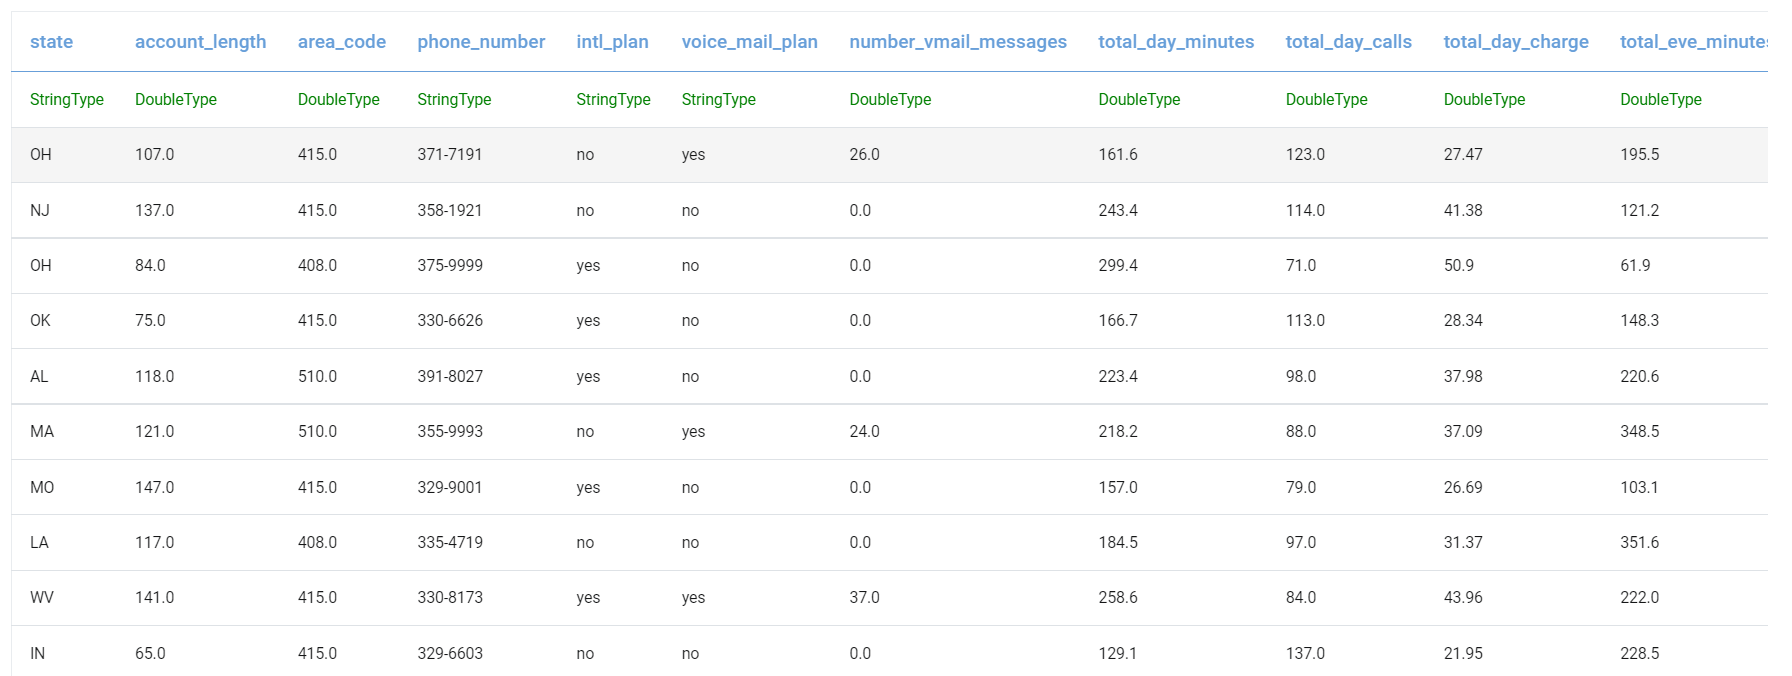 state account_length area_code phone_number intl_plan voice_mail_plan number_vmail_messages total_day_minutes total_day_calls total_day_charge total_eve_minutes
StringType DoubleType DoubleType StringType StringType StringType DoubleType DoubleType DoubleType DoubleType DoubleType
OH 107.0 415.0 371-7191 no yes 26.0 161.6 123.0 27.47 195.5
NJ 137.0 415.0 358-1921 no no 0.0 243.4 114.0 41.38 121.2
OH 84.0 408.0 375-9999 yes no 0.0 299.4 71.0 50.9 61.9
OK 75.0 415.0 330-6626 yes no 0.0 166.7 113.0 28.34 148.3
AL 118.0 510.0 391-8027 yes no 0.0 223.4 98.0 37.98 220.6
MA 121.0 510.0 355-9993 no yes 24.0 218.2 88.0 37.09 348.5
MO 147.0 415.0 329-9001 yes no 0.0 157.0 79.0 26.69 103.1
LA 117.0 408.0 335-4719 no no 0.0 184.5 97.0 31.37 351.6
WV 141.0 415.0 330-8173 yes yes 37.0 258.6 84.0 43.96 222.0
IN 65.0 415.0 329-6603 no no 0.0 129.1 137.0 21.95 228.5